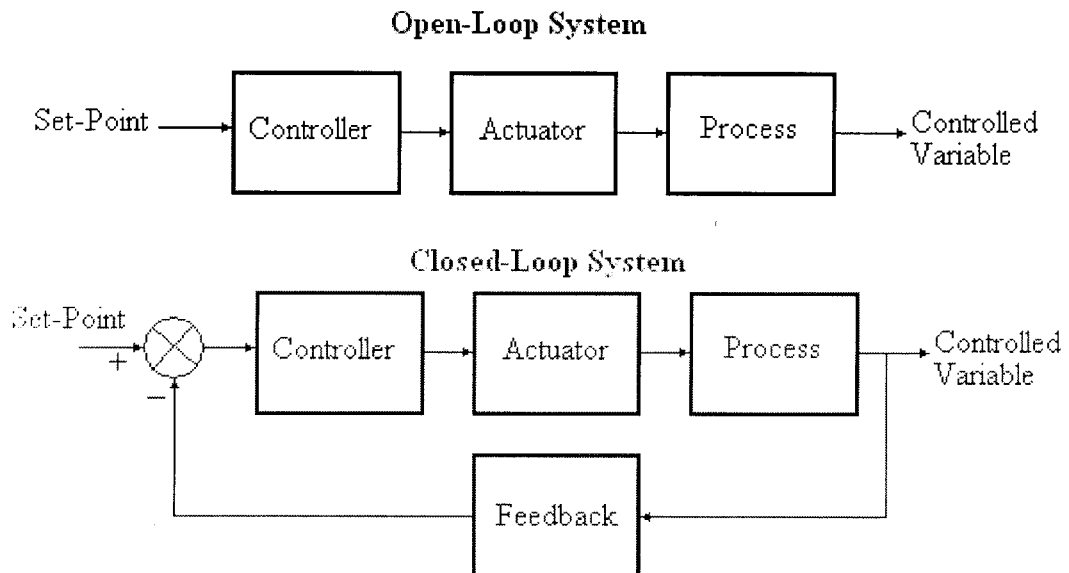 Open-Loop System
Set-Point
Controller
Actuator
Process
Controlled
Variable
Closed-Loop System
Set-Point
+
−
Controller
Actuator
Process
Controlled
Variable
Feedback